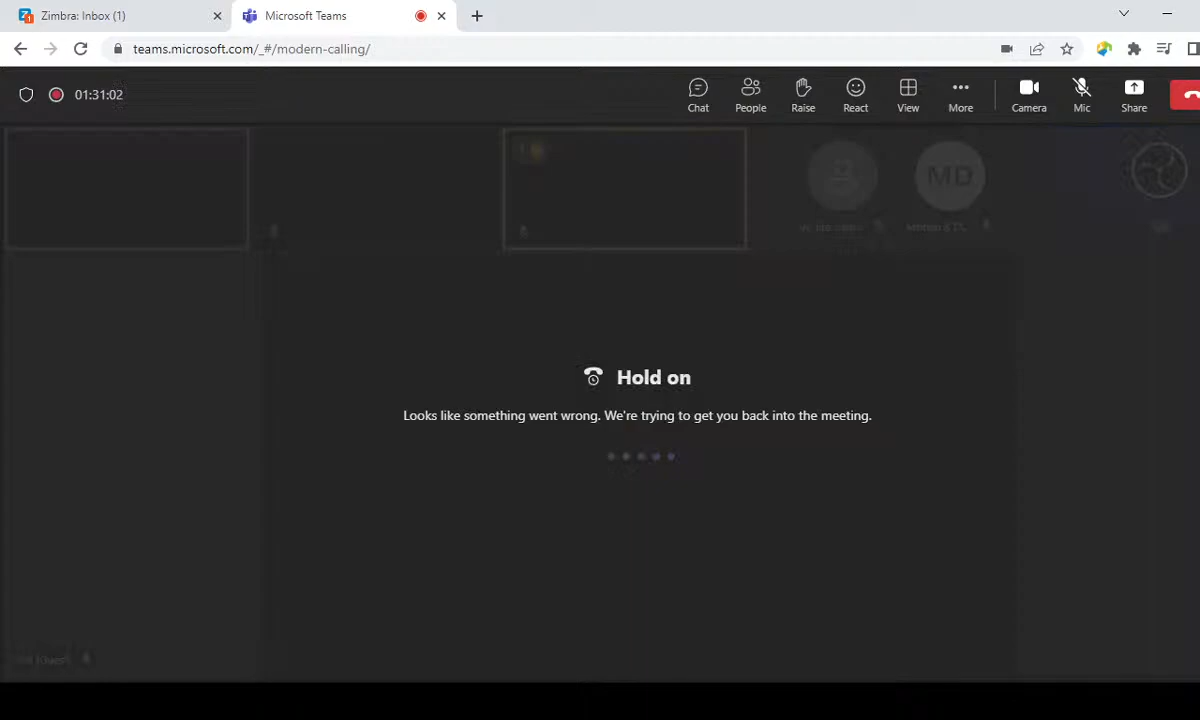 Zimbra: Inbox (1)
Microsoft Teams
teams.microsoft.com/_#/modern-calling/
01:31:02
Chat
People
Raise
React
View
More
Camera
Mic
Share
MD
Hold on
Looks like something went wrong. We're trying to get you back into the meeting.